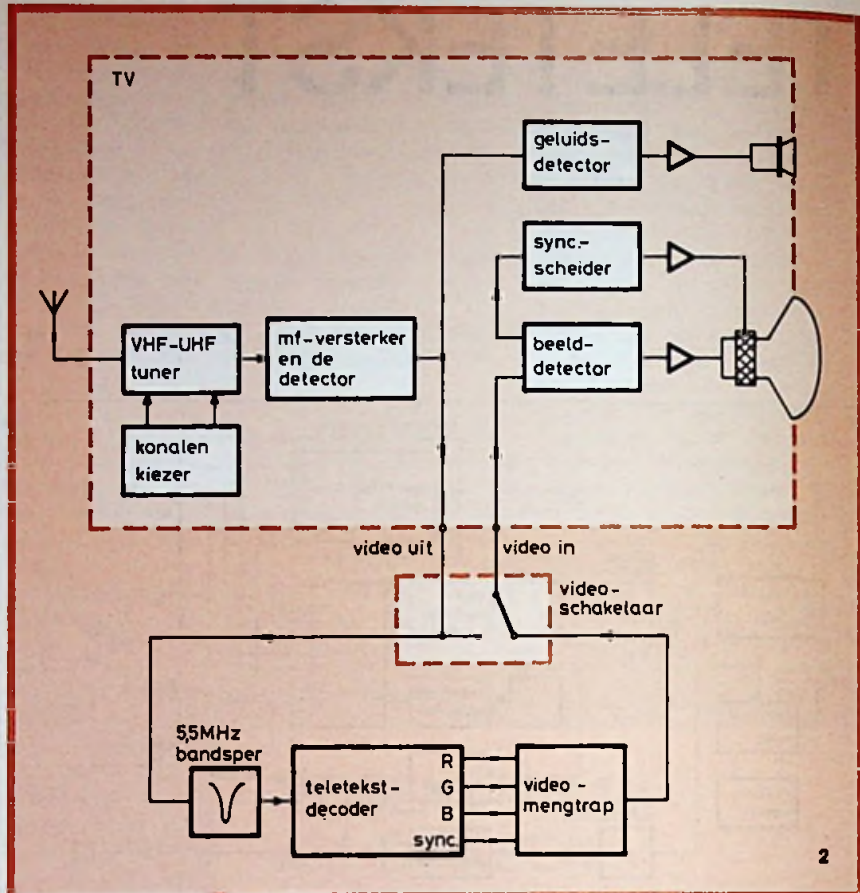 TV
geluids-
detector
sync.-
scheider
VHF-UHF
tuner
mf-versterker
en de
detector
beeld-
detector
konalen
kiezer
video uit
video in
video-
schakelaar
5,5MHz
bandsper
teletekst-
decoder
R
G
B
sync.
video-
mengtrap
2